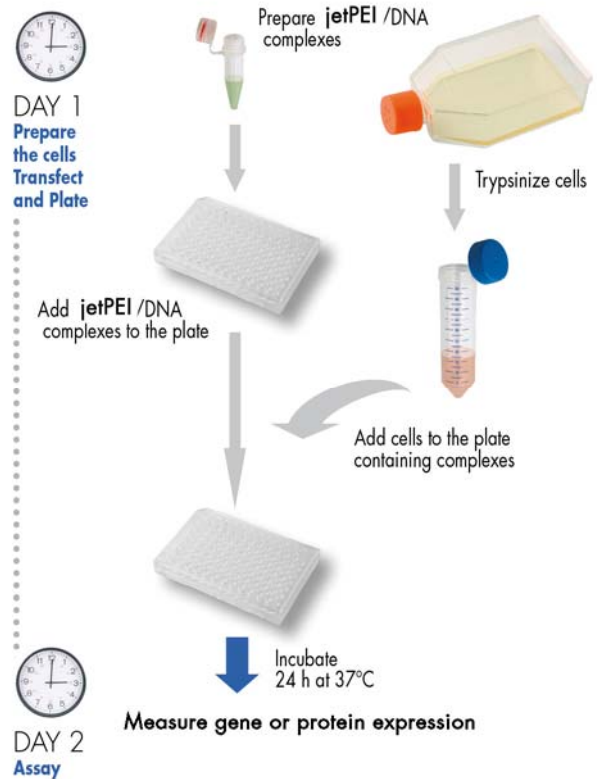 Prepare jetPEI /DNA
complexes
DAY 1
Prepare
the cells
Transfect
and Plate
Trypsinize cells
Add jetPEI /DNA
complexes to the plate
Add cells to the plate
containing complexes
Incubate
24 h at 37°C
Measure gene or protein expression
DAY 2
Assay